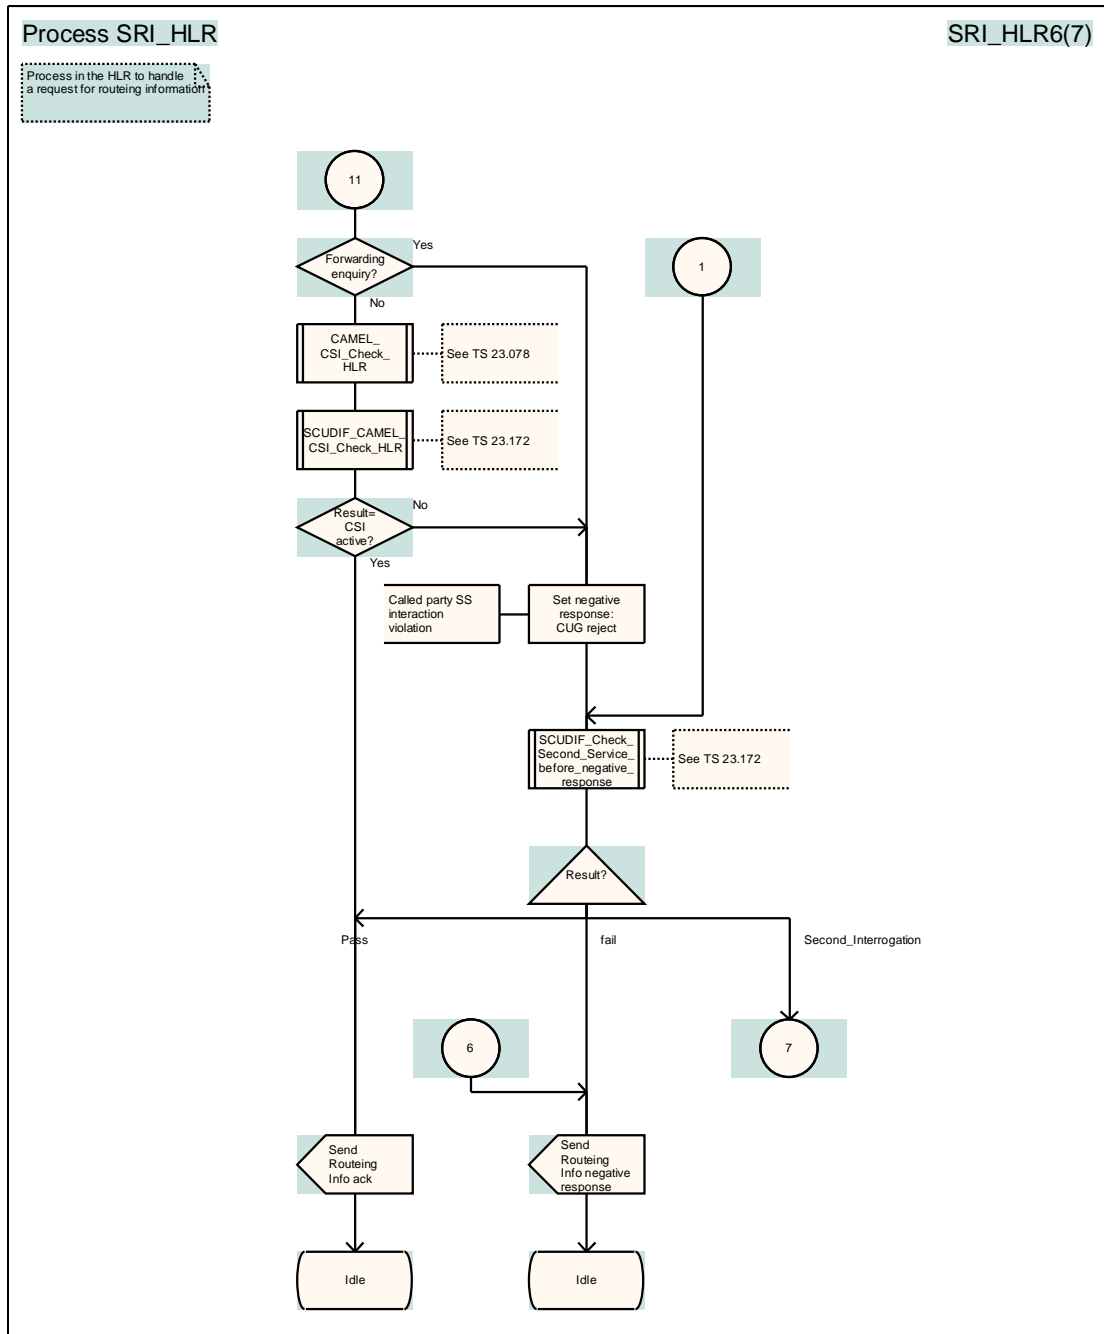 Process SRI_HLR
SRI_HLR6(7)
Process in the HLR to handle
a request for routeing information
11
Yes
Forwarding
enquiry?
1
No
CAMEL_
CSI_Check_
HLR
See TS 23.078
SCUDIF_CAMEL_
CSI_Check_HLR
See TS 23.172
No
Result=
CSI
active?
Yes
Called party SS
interaction
violation
Set negative
response:
CUG reject
SCUDIF_Check_
Second_Service_
before_negative_
response
See TS 23.172
Result?
Pass
fail
Second_Interrogation
6
7
Send
Routeing
Info ack
Send
Routeing
Info negative
response
Idle
Idle